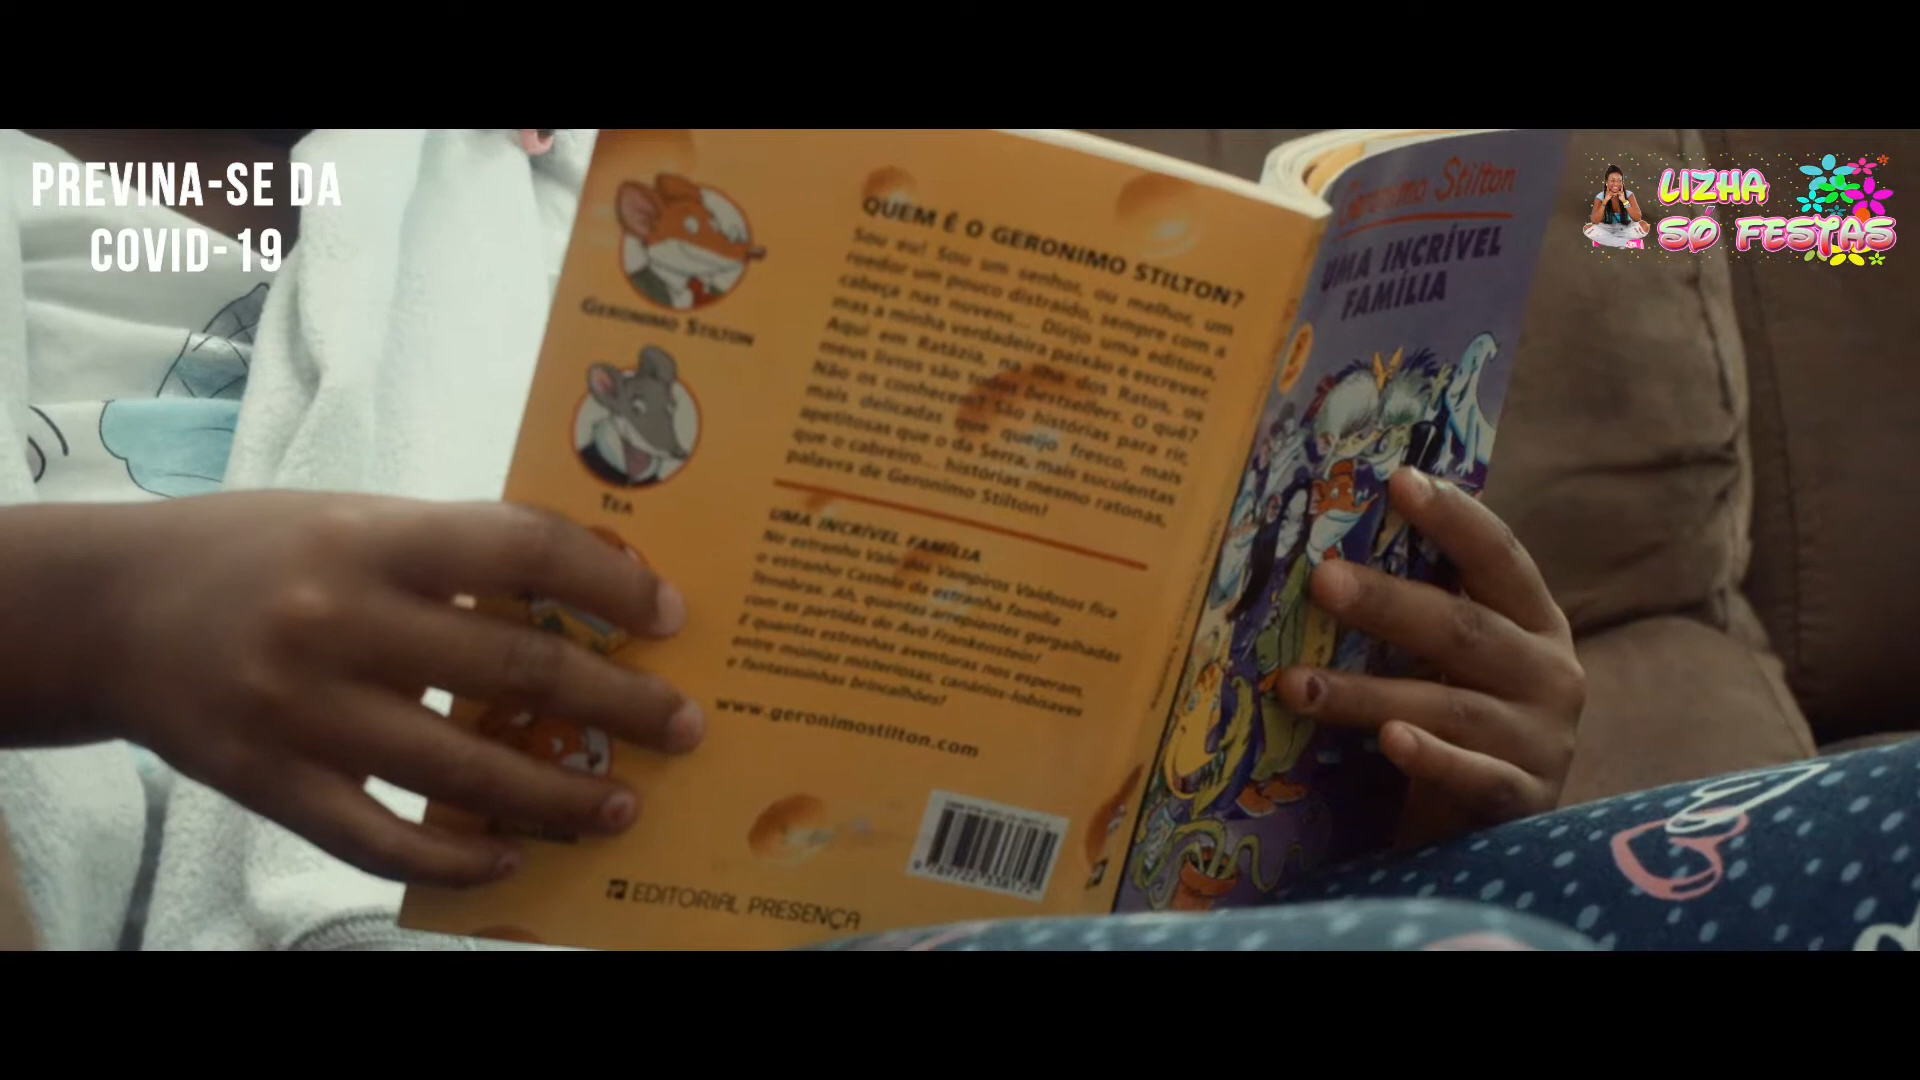 PREVINA-SE DA
COVID-19
LIZHA
SÓ FESTAS
GERONIMO STILTON
TEA
QUEM É O GERONIMO STILTON?
Sou eu! Sou um senhor, ou melhor, um
roedor um pouco distraído, sempre com a
cabeça nas nuvens... Dirijo uma editora,
mas a minha verdadeira paixão é escrever.
Aqui em Ratázia, na Ilha dos Ratos, os
meus livros são todos bestsellers. O quê?
Não os conhecem? São histórias para rir,
mais delicadas que queijo fresco, mais
apetitosas que o da Serra, mais suculentas
que o cabreiro... histórias mesmo ratonas,
palavra de Geronimo Stilton!
UMA INCRÍVEL FAMÍLIA
No estranho Vale dos Vampiros Vaidosos fica
o estranho Castelo da estranha família
Tenebrax. Ah, quantas arrepiantes gargalhadas
com as partidas do Avô Frankenstein!
E quantas estranhas aventuras nos esperam,
entre múmias misteriosas, canários-lobisaves
e fantasminhas brincalhões!
www.geronimostilton.com
EDITORIAL PRESENÇA
Geronimo Stilton
UMA INCRÍVEL
FAMÍLIA